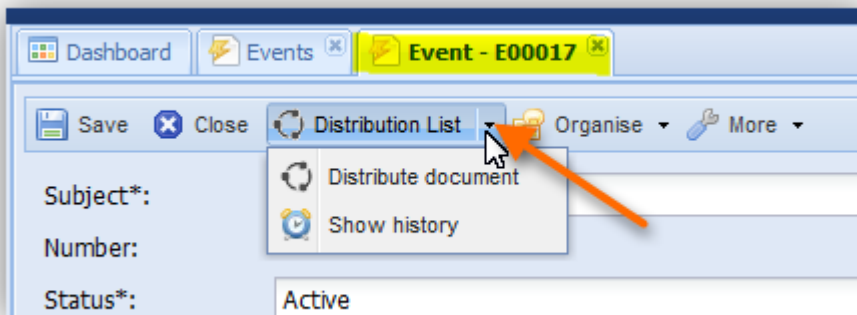 Dashboard Events Event - E00017
Save Close Distribution List Organise More
Distribute document
Show history
Subject*:
Number:
Status*: Active